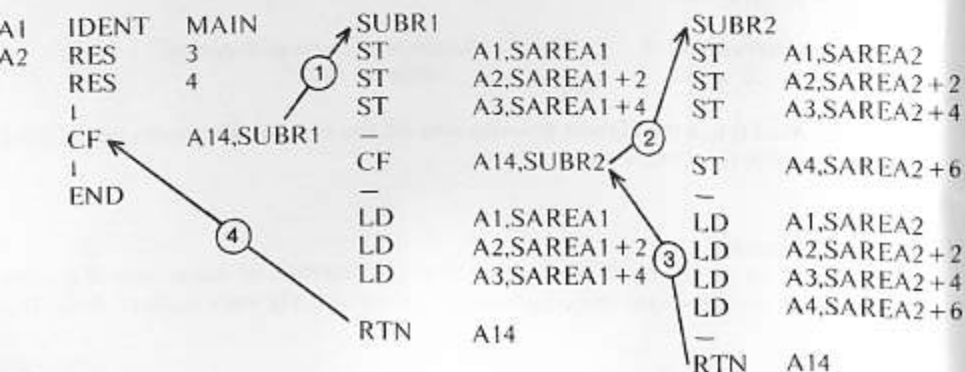 A1 IDENT MAIN
A2 RES 3
RES 4
CF A14,SUBR1
END
1
SUBR1
ST A1,SAREA1
ST A2,SAREA1+2
ST A3,SAREA1+4
—
CF A14,SUBR2
—
LD A1,SAREA1
LD A2,SAREA1+2
LD A3,SAREA1+4
RTN A14
2
3
4
SUBR2
ST A1,SAREA2
ST A2,SAREA2+2
ST A3,SAREA2+4
ST A4,SAREA2+6
—
LD A1,SAREA2
LD A2,SAREA2+2
LD A3,SAREA2+4
LD A4,SAREA2+6
—
RTN A14